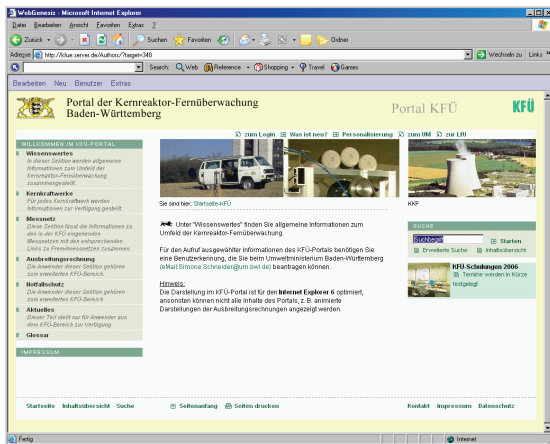 WebGenesis - Microsoft Internet Explorer
Datei Bearbeiten Ansicht Favoriten Extras ?
Zurück Suchen Favoriten Ordner
Adresse http://kfue.server.de/Authors/?target=348 Wechseln zu Links »
Search: Web Reference Shopping Travel Games
Bearbeiten Neu Benutzer Extras
Portal der Kernreaktor-Fernüberwachung
Baden-Württemberg
Portal KFÜ
KFÜ
zum Login Was ist neu? Personalisierung zum UM zur LfU
WILLKOMMEN IM KFÜ-PORTAL
Wissenswertes
In dieser Sektion werden allgemeine
Informationen zum Umfeld der
Kernreaktor-Fernüberwachung
zusammengestellt.
Kernkraftwerke
Für jedes Kernkraftwerk werden
Informationen zur Verfügung gestellt.
Messnetz
Diese Sektion fasst die Informationen zu
den in der KFÜ eingehenden
Messnetzen mit den entsprechenden
Links zu Fremdmessnetzen zusammen.
Ausbreitungsrechnung
Die Anwender dieser Sektion gehören
zum erweiterten KFÜ-Bereich
Notfallschutz
Die Anwender dieser Sektion gehören
zum erweiterten KFÜ-Bereich
Aktuelles
Dieser Teil steht nur für Anwender aus
dem KFÜ-Bereich zur Verfügung
Glossar
IMPRESSUM
Sie sind hier: Startseite-KFÜ
Unter "Wissenswertes" finden Sie allgemeine Informationen zum
Umfeld der Kernreaktor-Fernüberwachung.
Für den Aufruf ausgewählter Informationen des KFÜ-Portals benötigen Sie
eine Benutzerkennung, die Sie beim Umweltministerium Baden-Württemberg
(eMail:Simone.Schneider@um.bwl.de) beantragen können.
Hinweis:
Die Darstellung im KFÜ-Portal ist für den Internet Explorer 6 optimiert,
ansonsten können nicht alle Inhalte des Portals, z. B. animierte
Darstellungen der Ausbreitungsrechnungen angezeigt werden.
KKP
SUCHE
Suchbegriff Starten
Erweiterte Suche Inhaltsübersicht
KFÜ-Schulungen 2006
Termine werden in Kürze
festgelegt
Startseite Inhaltsübersicht Suche Seitenanfang Seiten drucken Kontakt Impressum Datenschutz
Fertig Internet